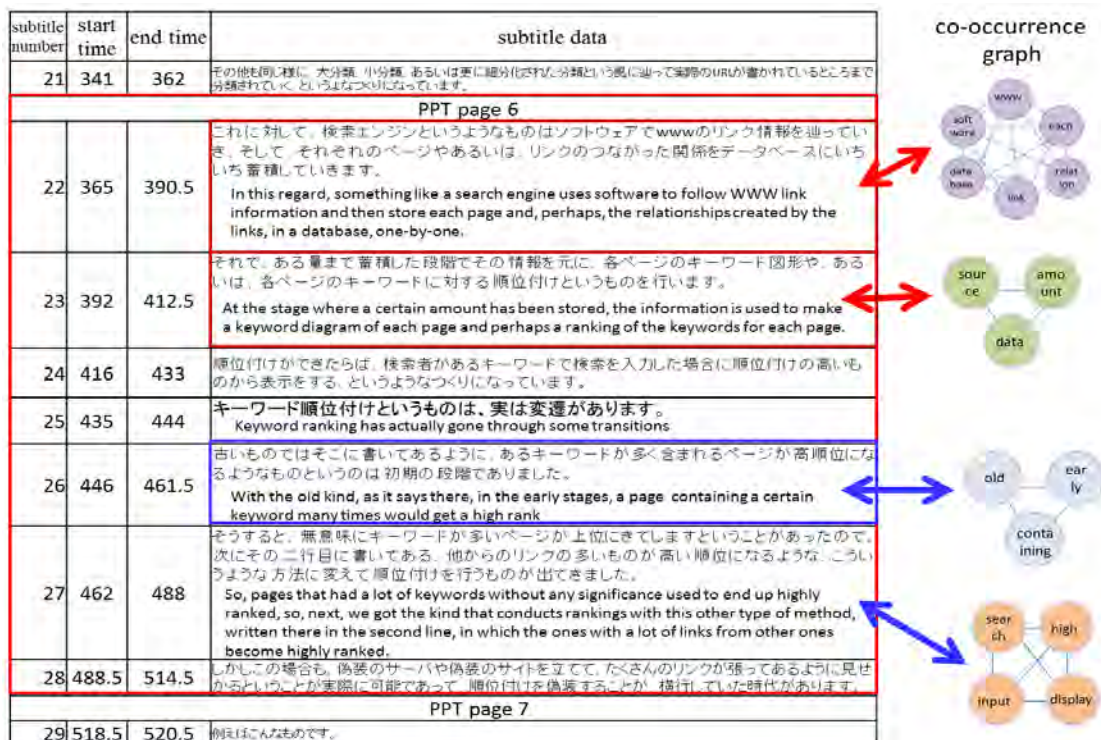 subtitle number
start time
end time
subtitle data
co-occurrence graph
21 341 362 その他も同じ様に、大分類、小分類、あるいは更に細分化された分類という風に辿って実際のURLが書かれているところまで
分類されていく、というようなつくりになっています。
PPT page 6
22 365 390.5 これに対して、検索エンジンというようなものはソフトウェアでwwwのリンク情報を辿ってい
き、そして、それぞれのページやあるいは、リンクのつながった関係をデータベースにいち
いち蓄積していきます。
In this regard, something like a search engine uses software to follow WWW link
information and then store each page and, perhaps, the relationships created by the
links, in a database, one-by-one.
23 392 412.5 それで、ある量まで蓄積した段階でその情報を元に、各ページのキーワード図形や、ある
いは、各ページのキーワードに対する順位付けというものを行います。
At the stage where a certain amount has been stored, the information is used to make
a keyword diagram of each page and perhaps a ranking of the keywords for each page.
24 416 433 順位付けができたらば、検索者があるキーワードで検索を入力した場合に順位付けの高いも
のから表示をする、というようなつくりになっています。
25 435 444 キーワード順位付けというものは、実は変遷があります。
Keyword ranking has actually gone through some transitions
26 446 461.5 古いものではそこに書いてあるように、あるキーワードが多く含まれるページが高順位にな
るようなものというのは初期の段階でありました。
With the old kind, as it says there, in the early stages, a page containing a certain
keyword many times would get a high rank
27 462 488 そうすると、無意味にキーワードが多いページが上位にきてしますということがあったので、
次にその二行目に書いてある、他からのリンクの多いものが高い順位になるような、こうい
うような方法に変えて順位付けを行うものが出てきました。
So, pages that had a lot of keywords without any significance used to end up highly
ranked, so, next, we got the kind that conducts rankings with this other type of method,
written there in the second line, in which the ones with a lot of links from other ones
become highly ranked.
28 488.5 514.5 しかしこの場合も、偽装のサーバや偽装のサイトを立てて、たくさんのリンクが張ってあるように見せ
かるということが実際に可能であって、順位付けを偽装することが、横行していた時代があります。
PPT page 7
29 518.5 520.5 例えばこんなものです。
www
soft ware
each
data base
relat ion
link
sour ce
amo unt
data
old
ear ly
conta ining
sear ch
high
input
display